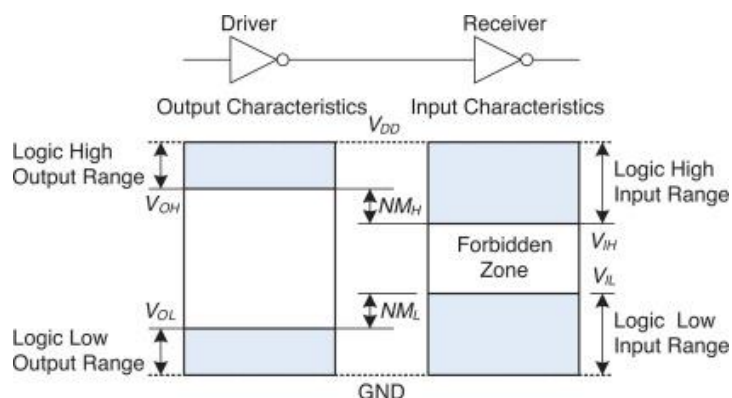 Driver
Receiver
Output Characteristics
Input Characteristics
VDD
Logic High
Output Range
Logic High
Input Range
VOH
NMH
VIH
Forbidden
Zone
VIL
VOL
NML
Logic Low
Output Range
Logic Low
Input Range
GND